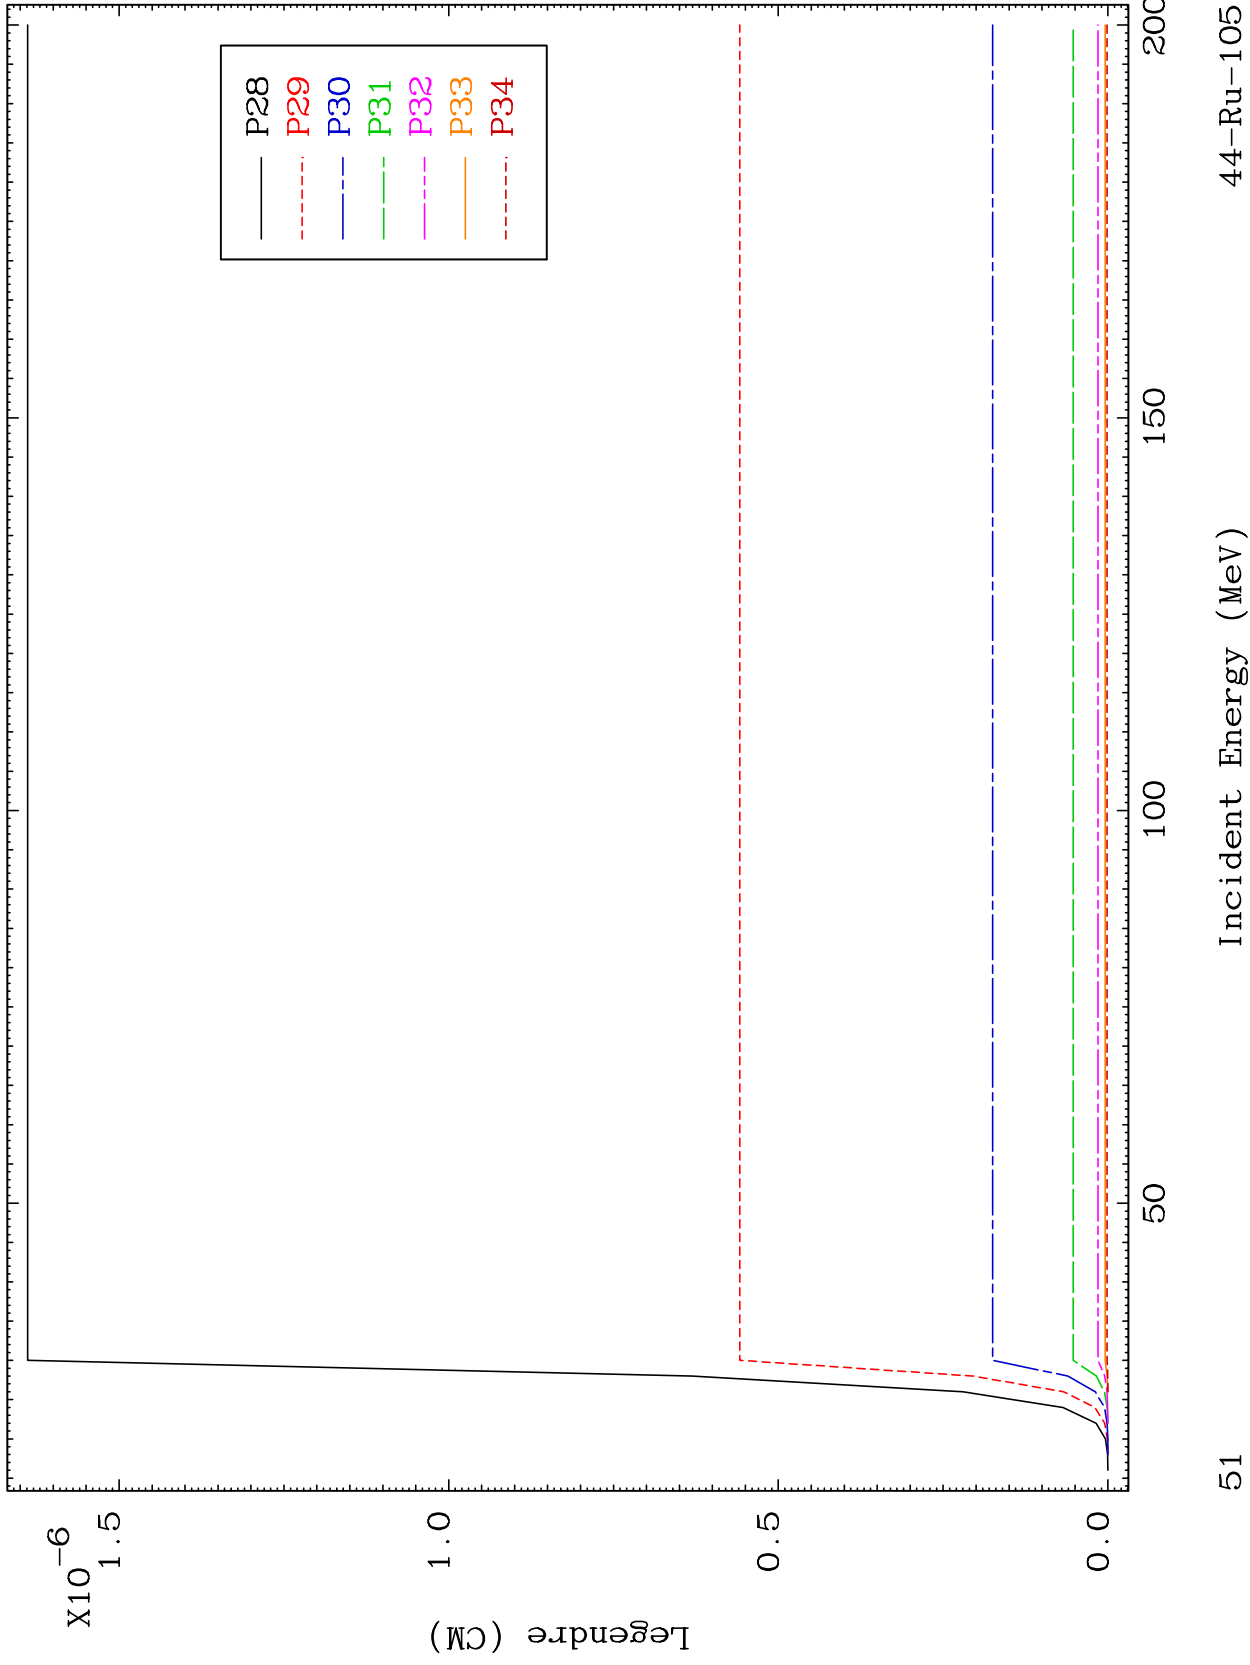 X10-6
1.5
1.0
0.5
0.0
Legendre (CM)
P28
P29
P30
P31
P32
P33
P34
50
100
150
200
Incident Energy (MeV)
51
44-Ru-105